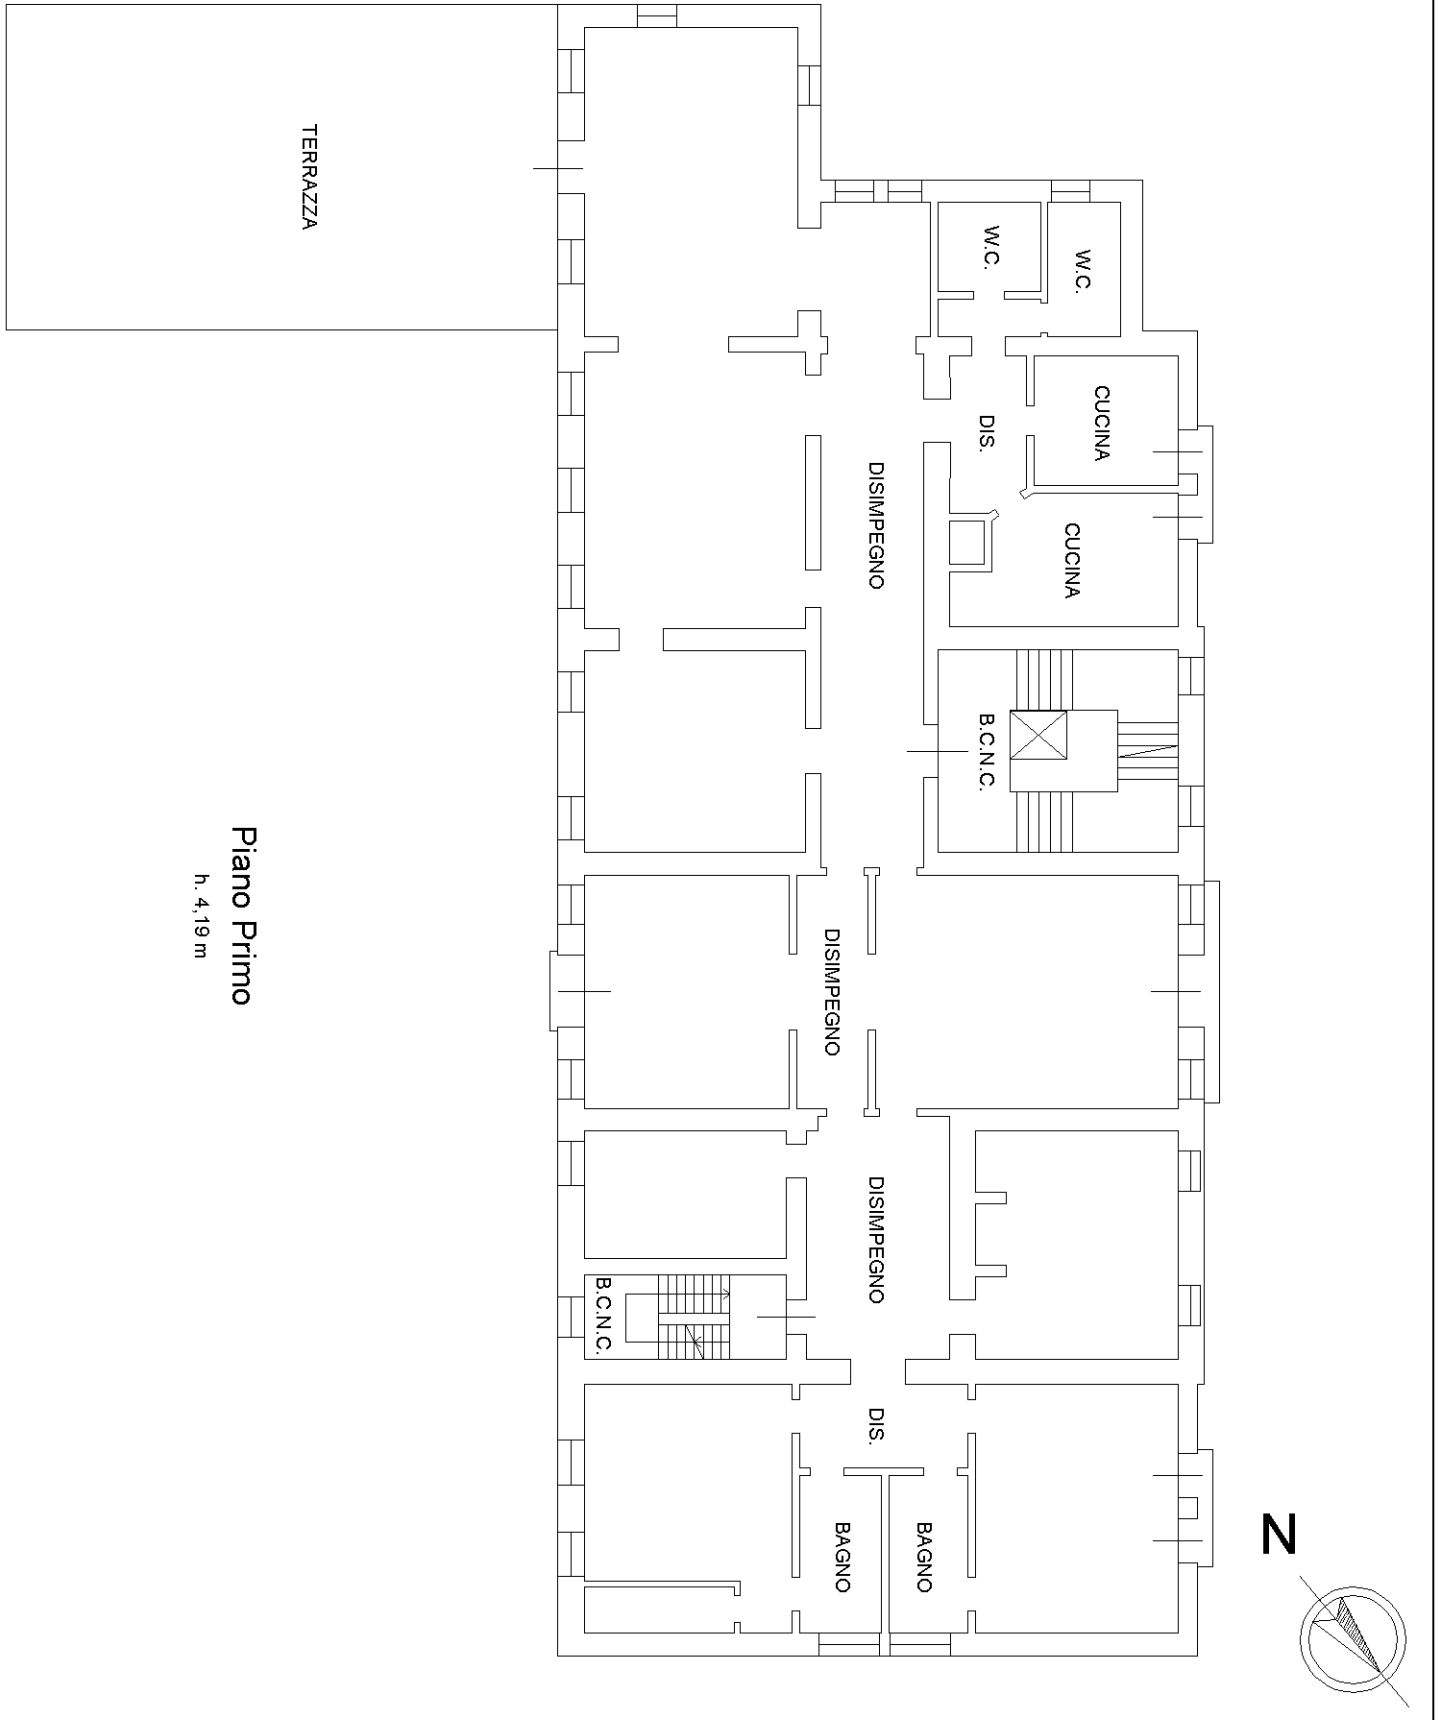 TERRAZZA
W.C.
W.C.
CUCINA
DIS.
DISIMPEGNO
CUCINA
B.C.N.C.
Piano Primo
h. 4,19 m
DISIMPEGNO
DISIMPEGNO
B.C.N.C.
DIS.
BAGNO
BAGNO
N